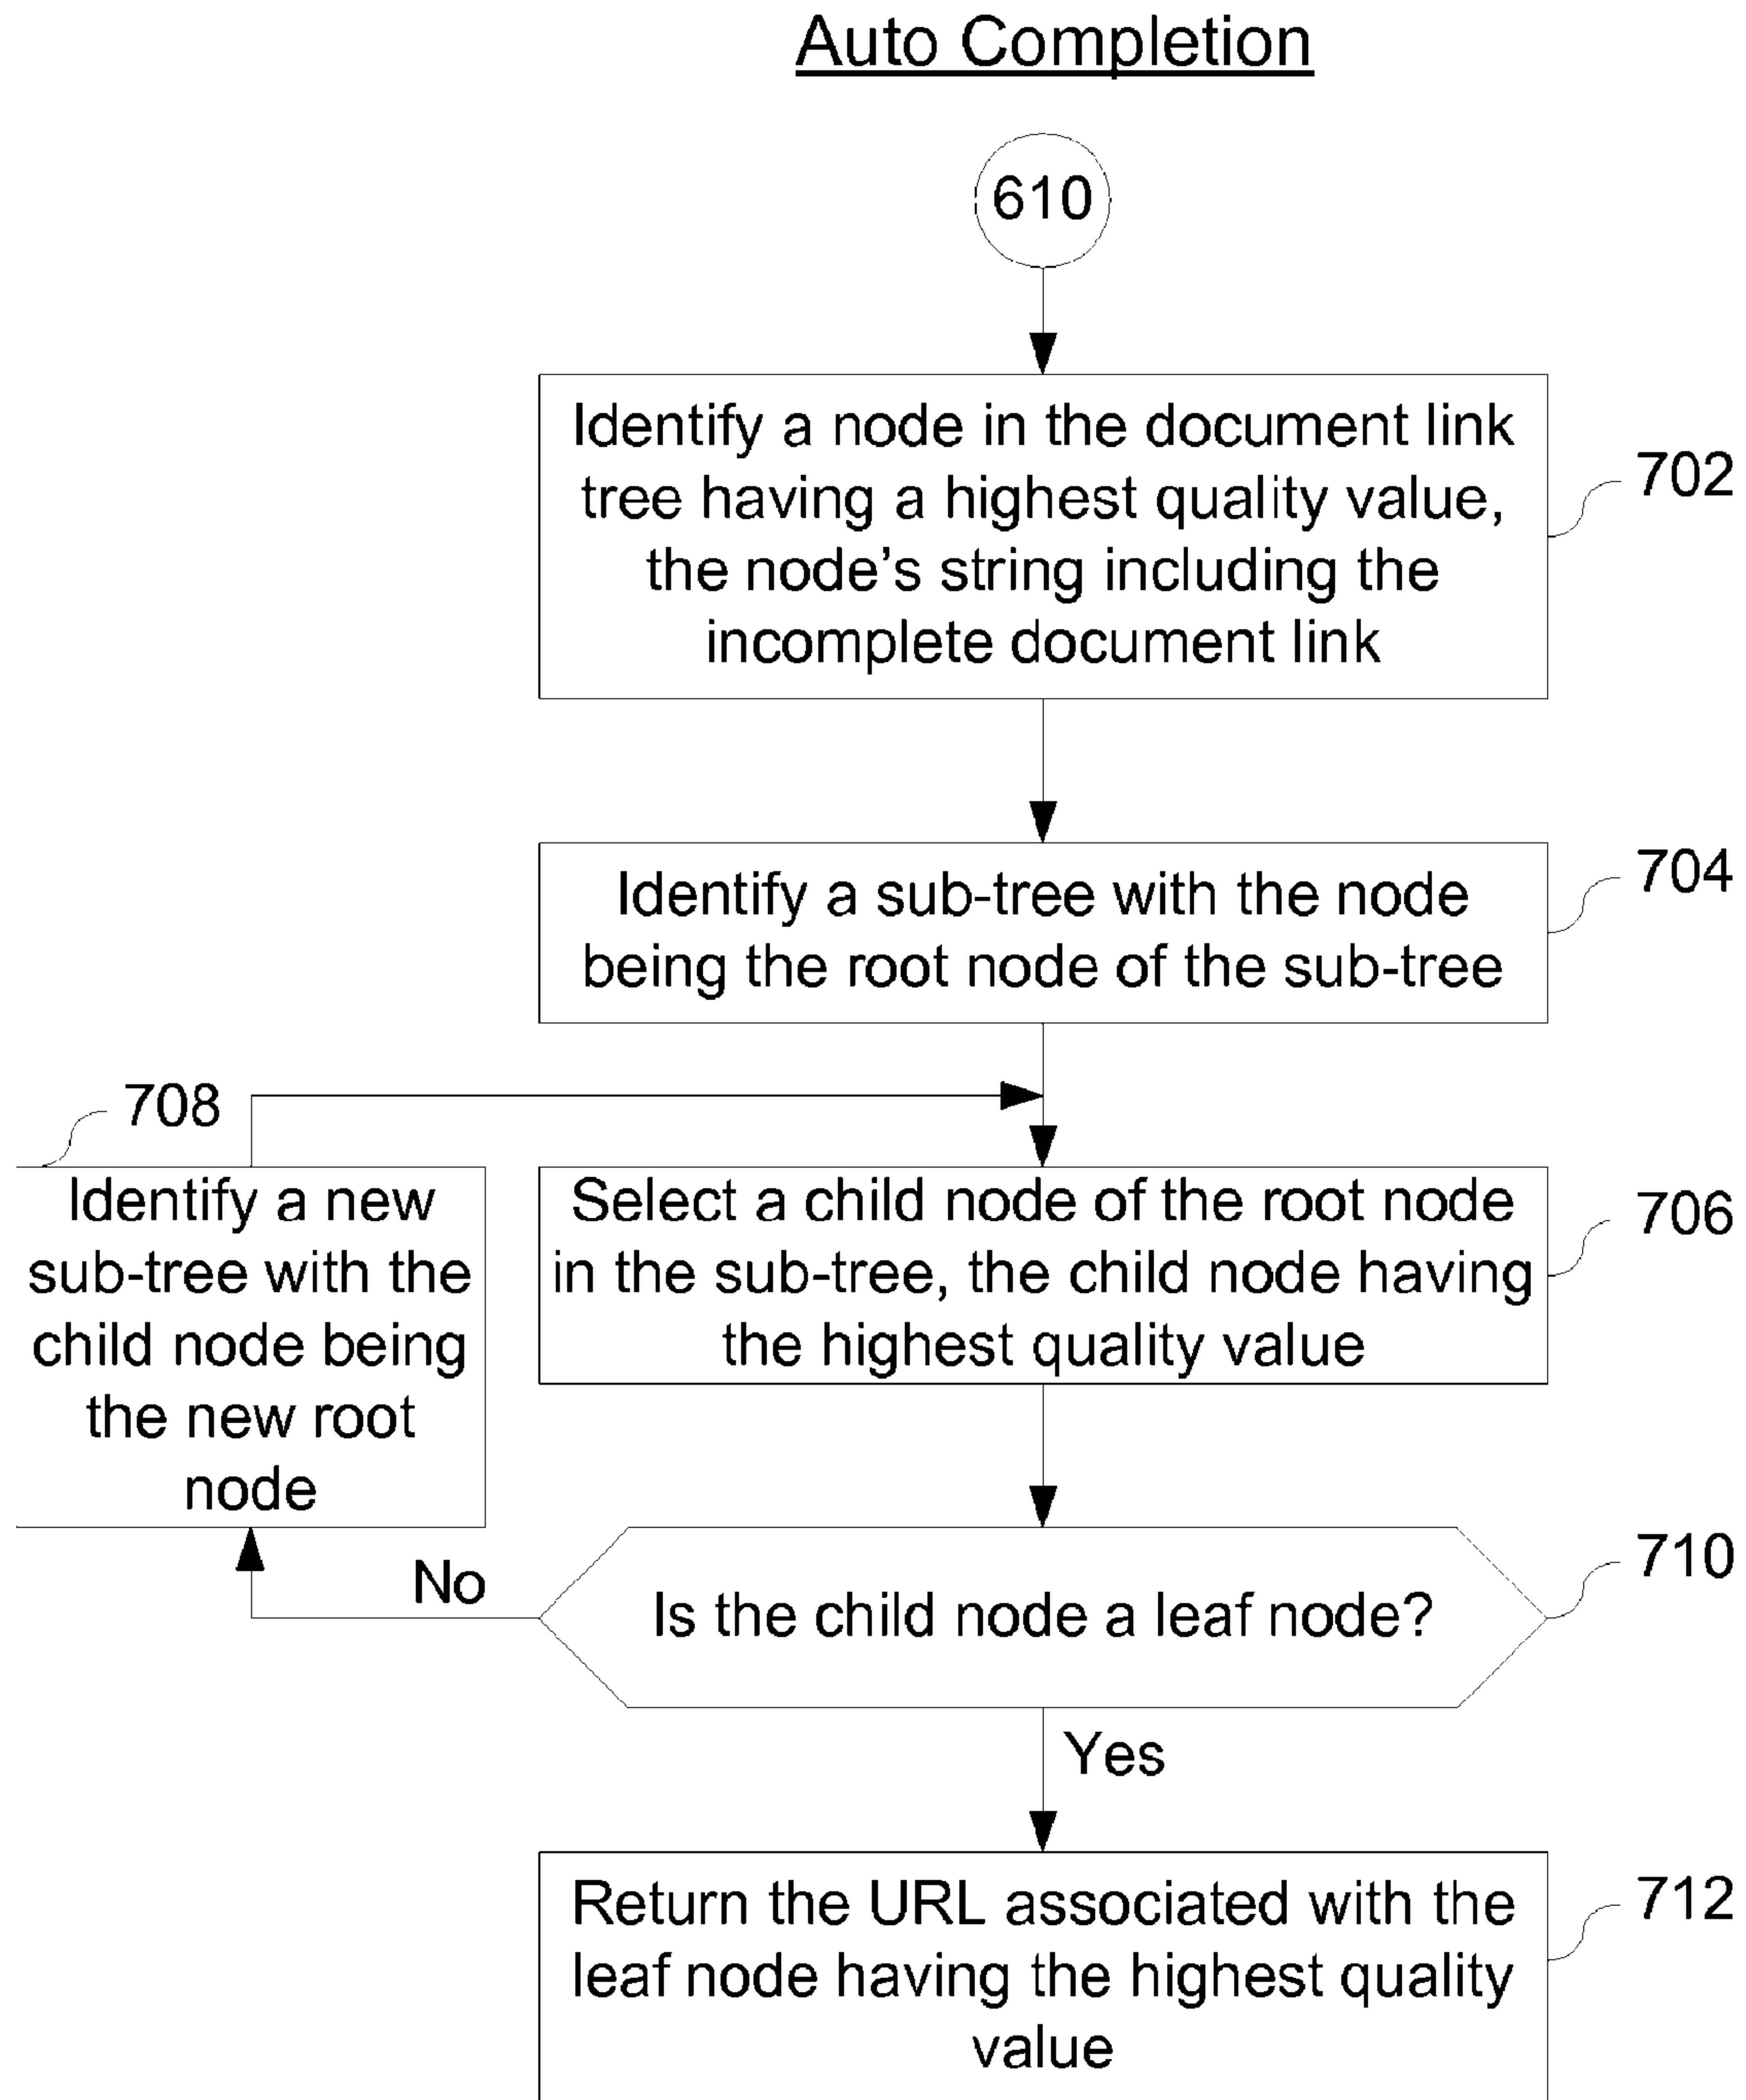 Auto Completion
610
Identify a node in the document link
tree having a highest quality value,
the node’s string including the
incomplete document link
702
Identify a sub-tree with the node
being the root node of the sub-tree
704
708
Identify a new
sub-tree with the
child node being
the new root
node
Select a child node of the root node
in the sub-tree, the child node having
the highest quality value
706
No
Is the child node a leaf node?
710
Yes
Return the URL associated with the
leaf node having the highest quality
value
712